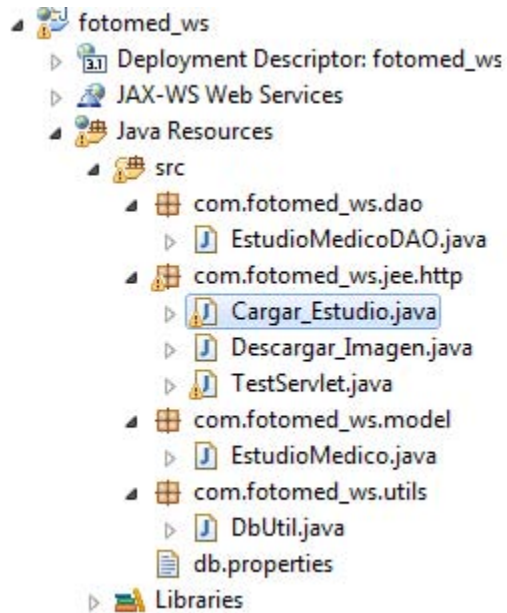 fotomed_ws
3.1 Deployment Descriptor: fotomed_ws
JAX-WS Web Services
Java Resources
src
com.fotomed_ws.dao
J EstudioMedicoDAO.java
com.fotomed_ws.jee.http
J Cargar_Estudio.java
J Descargar_Imagen.java
J TestServlet.java
com.fotomed_ws.model
J EstudioMedico.java
com.fotomed_ws.utils
J DbUtil.java
db.properties
Libraries